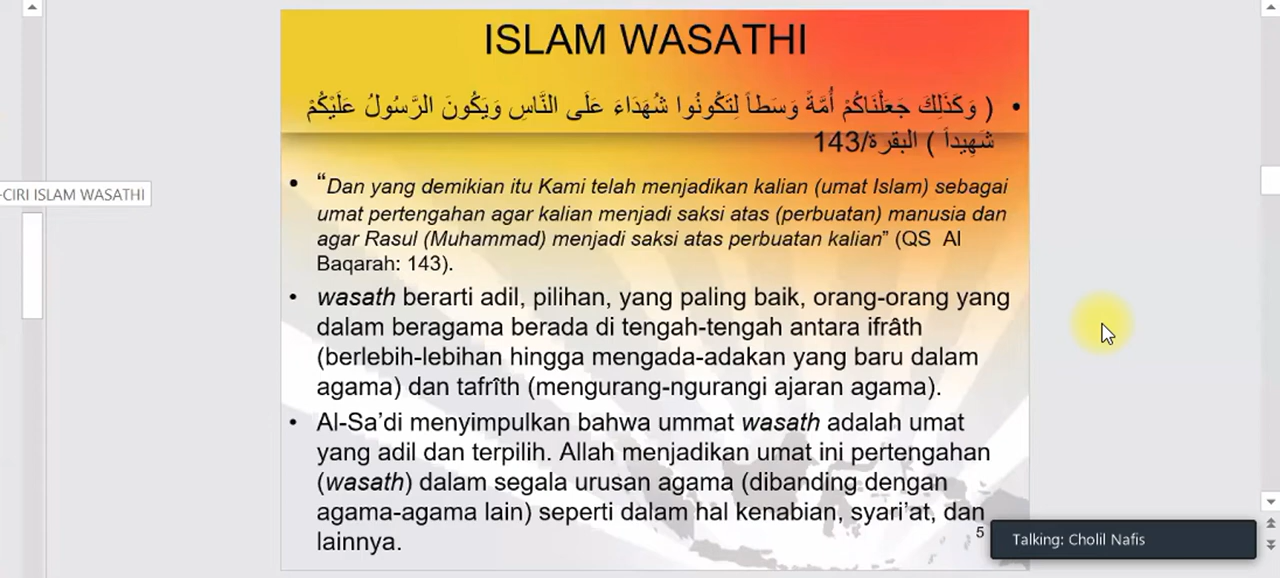 ISLAM WASATHI
• ( وَكَذَلِكَ جَعَلْنَاكُمْ أُمَّةً وَسَطاً لِتَكُونُوا شُهَدَاءَ عَلَى النَّاسِ وَيَكُونَ الرَّسُولُ عَلَيْكُمْ
شَهِيداً ) البقرة/143
-CIRI ISLAM WASATHI
• “Dan yang demikian itu Kami telah menjadikan kalian (umat Islam) sebagai
umat pertengahan agar kalian menjadi saksi atas (perbuatan) manusia dan
agar Rasul (Muhammad) menjadi saksi atas perbuatan kalian” (QS Al
Baqarah: 143).
• wasath berarti adil, pilihan, yang paling baik, orang-orang yang
dalam beragama berada di tengah-tengah antara ifrâth
(berlebih-lebihan hingga mengada-adakan yang baru dalam
agama) dan tafrîth (mengurang-ngurangi ajaran agama).
• Al-Sa’di menyimpulkan bahwa ummat wasath adalah umat
yang adil dan terpilih. Allah menjadikan umat ini pertengahan
(wasath) dalam segala urusan agama (dibanding dengan
agama-agama lain) seperti dalam hal kenabian, syari’at, dan
lainnya.
5
Talking: Cholil Nafis